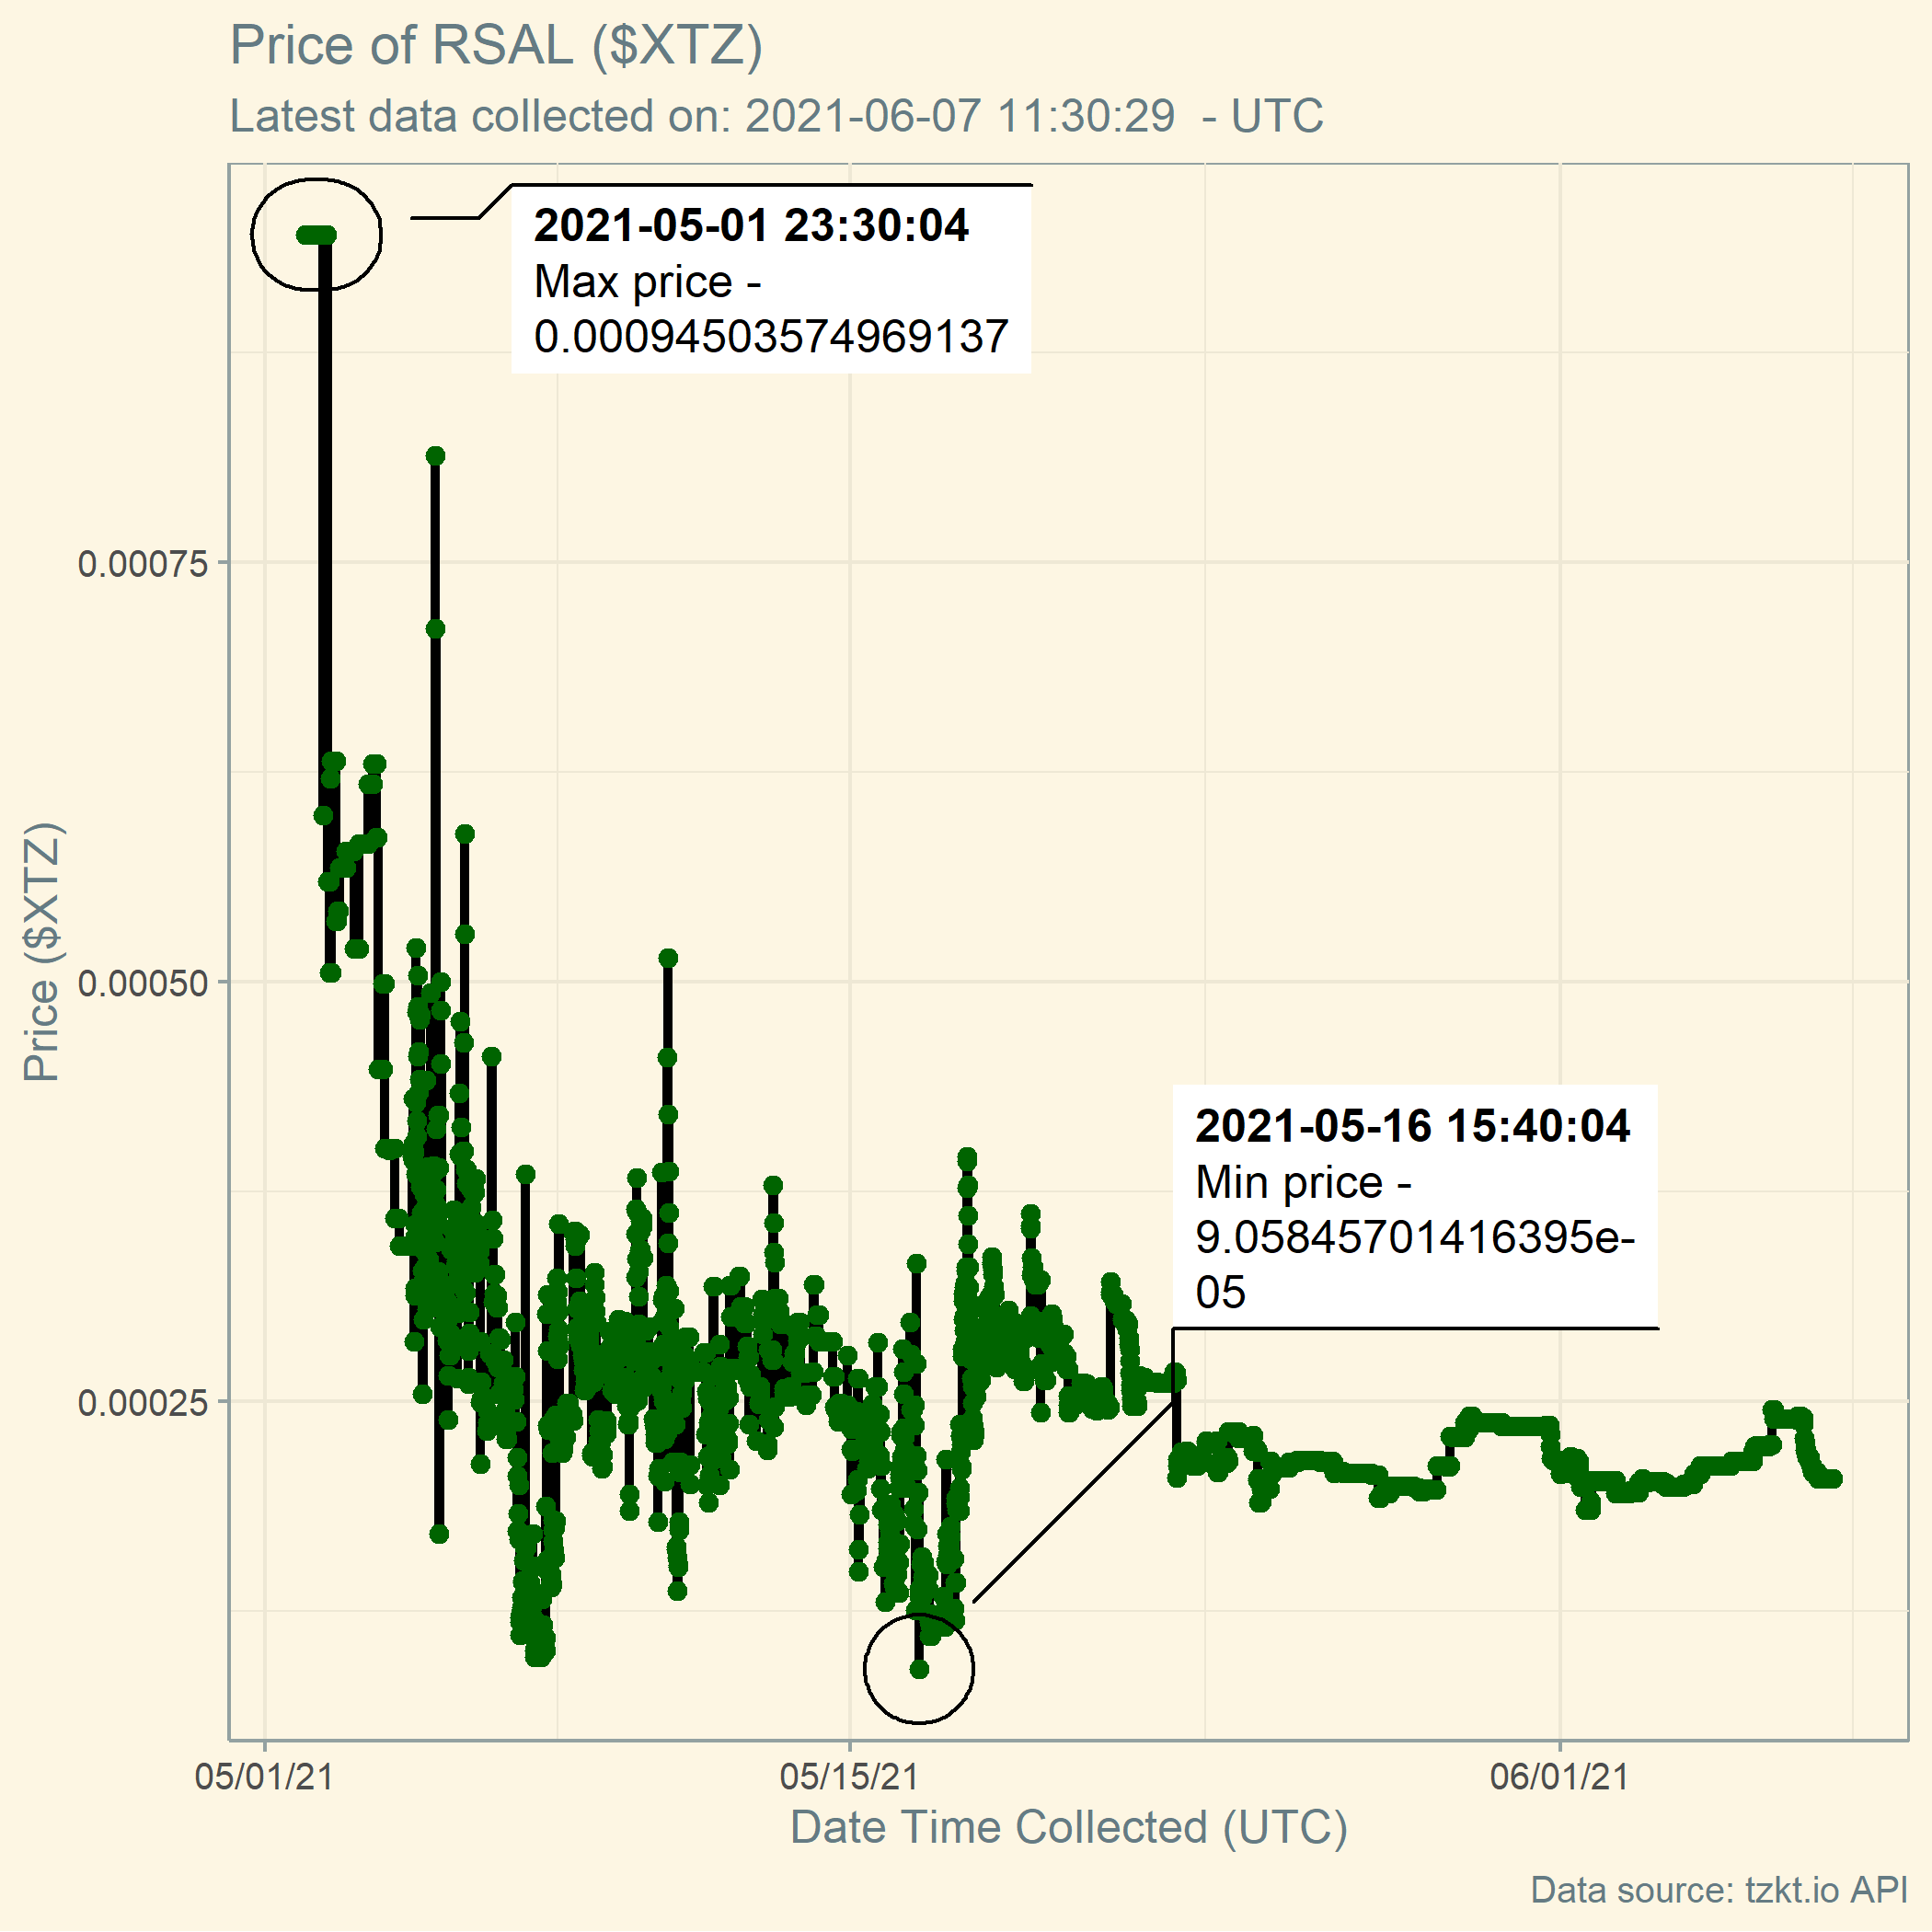 Price of RSAL ($XTZ)
Latest data collected on: 2021-06-07 11:30:29  - UTC
2021-05-01 23:30:04
Max price -
0.00094503574969137
0.00075
Price ($XTZ)
0.00050
2021-05-16 15:40:04
Min price -
9.05845701416395e-
05
0.00025
05/01/21
05/15/21
06/01/21
Date Time Collected (UTC)
Data source: tzkt.io API